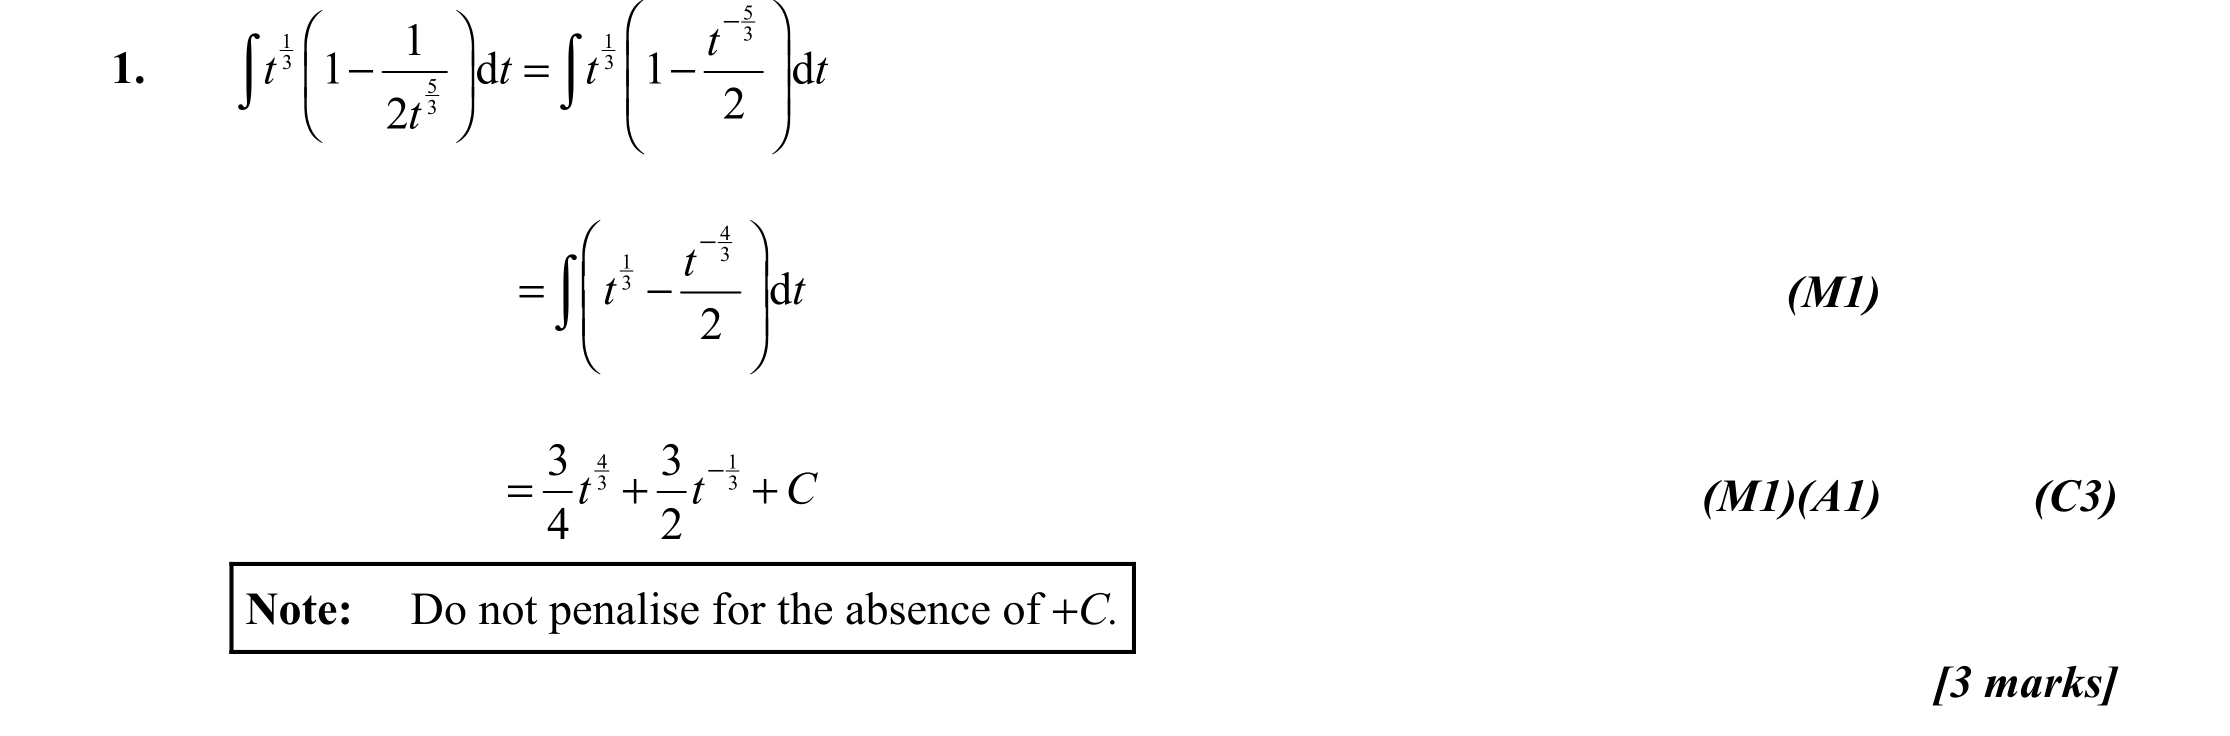 1. ∫ t^{1/3} (1 − 1/(2t^{5/3})) dt = ∫ t^{1/3} (1 − t^{−5/3}/2) dt
= ∫ (t^{1/3} − t^{−4/3}/2) dt (M1)
= 3/4 t^{4/3} + 3/2 t^{−1/3} + C (M1)(A1) (C3)
Note: Do not penalise for the absence of +C.
[3 marks]